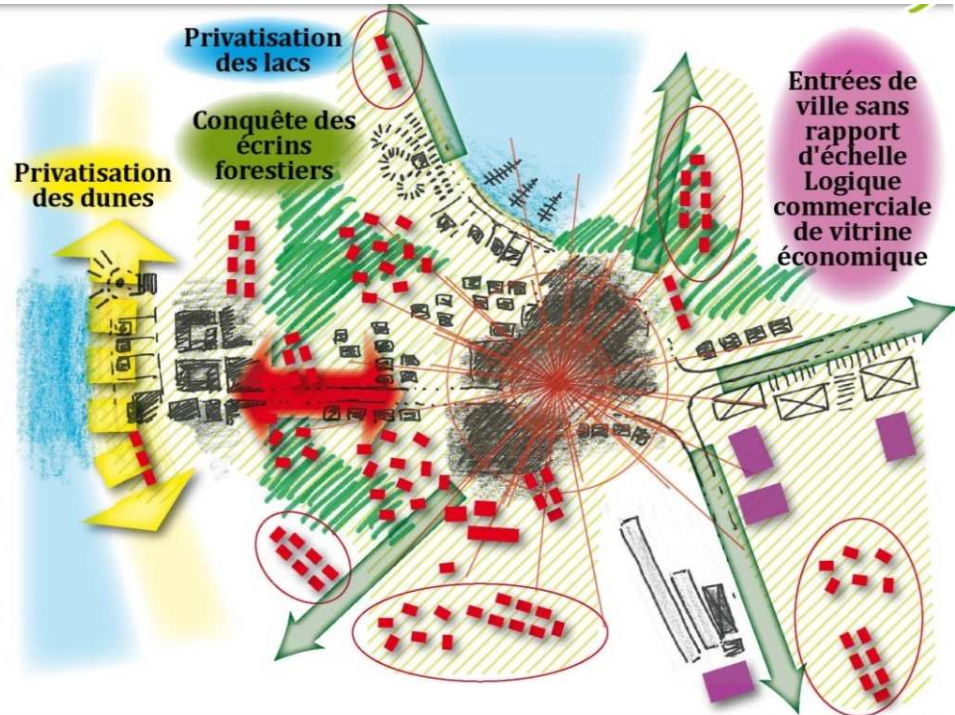 Privatisation
des lacs
Conquête des
écrins
forestiers
Privatisation
des dunes
Entrées de
ville sans
rapport
d'échelle
Logique
commerciale
de vitrine
économique